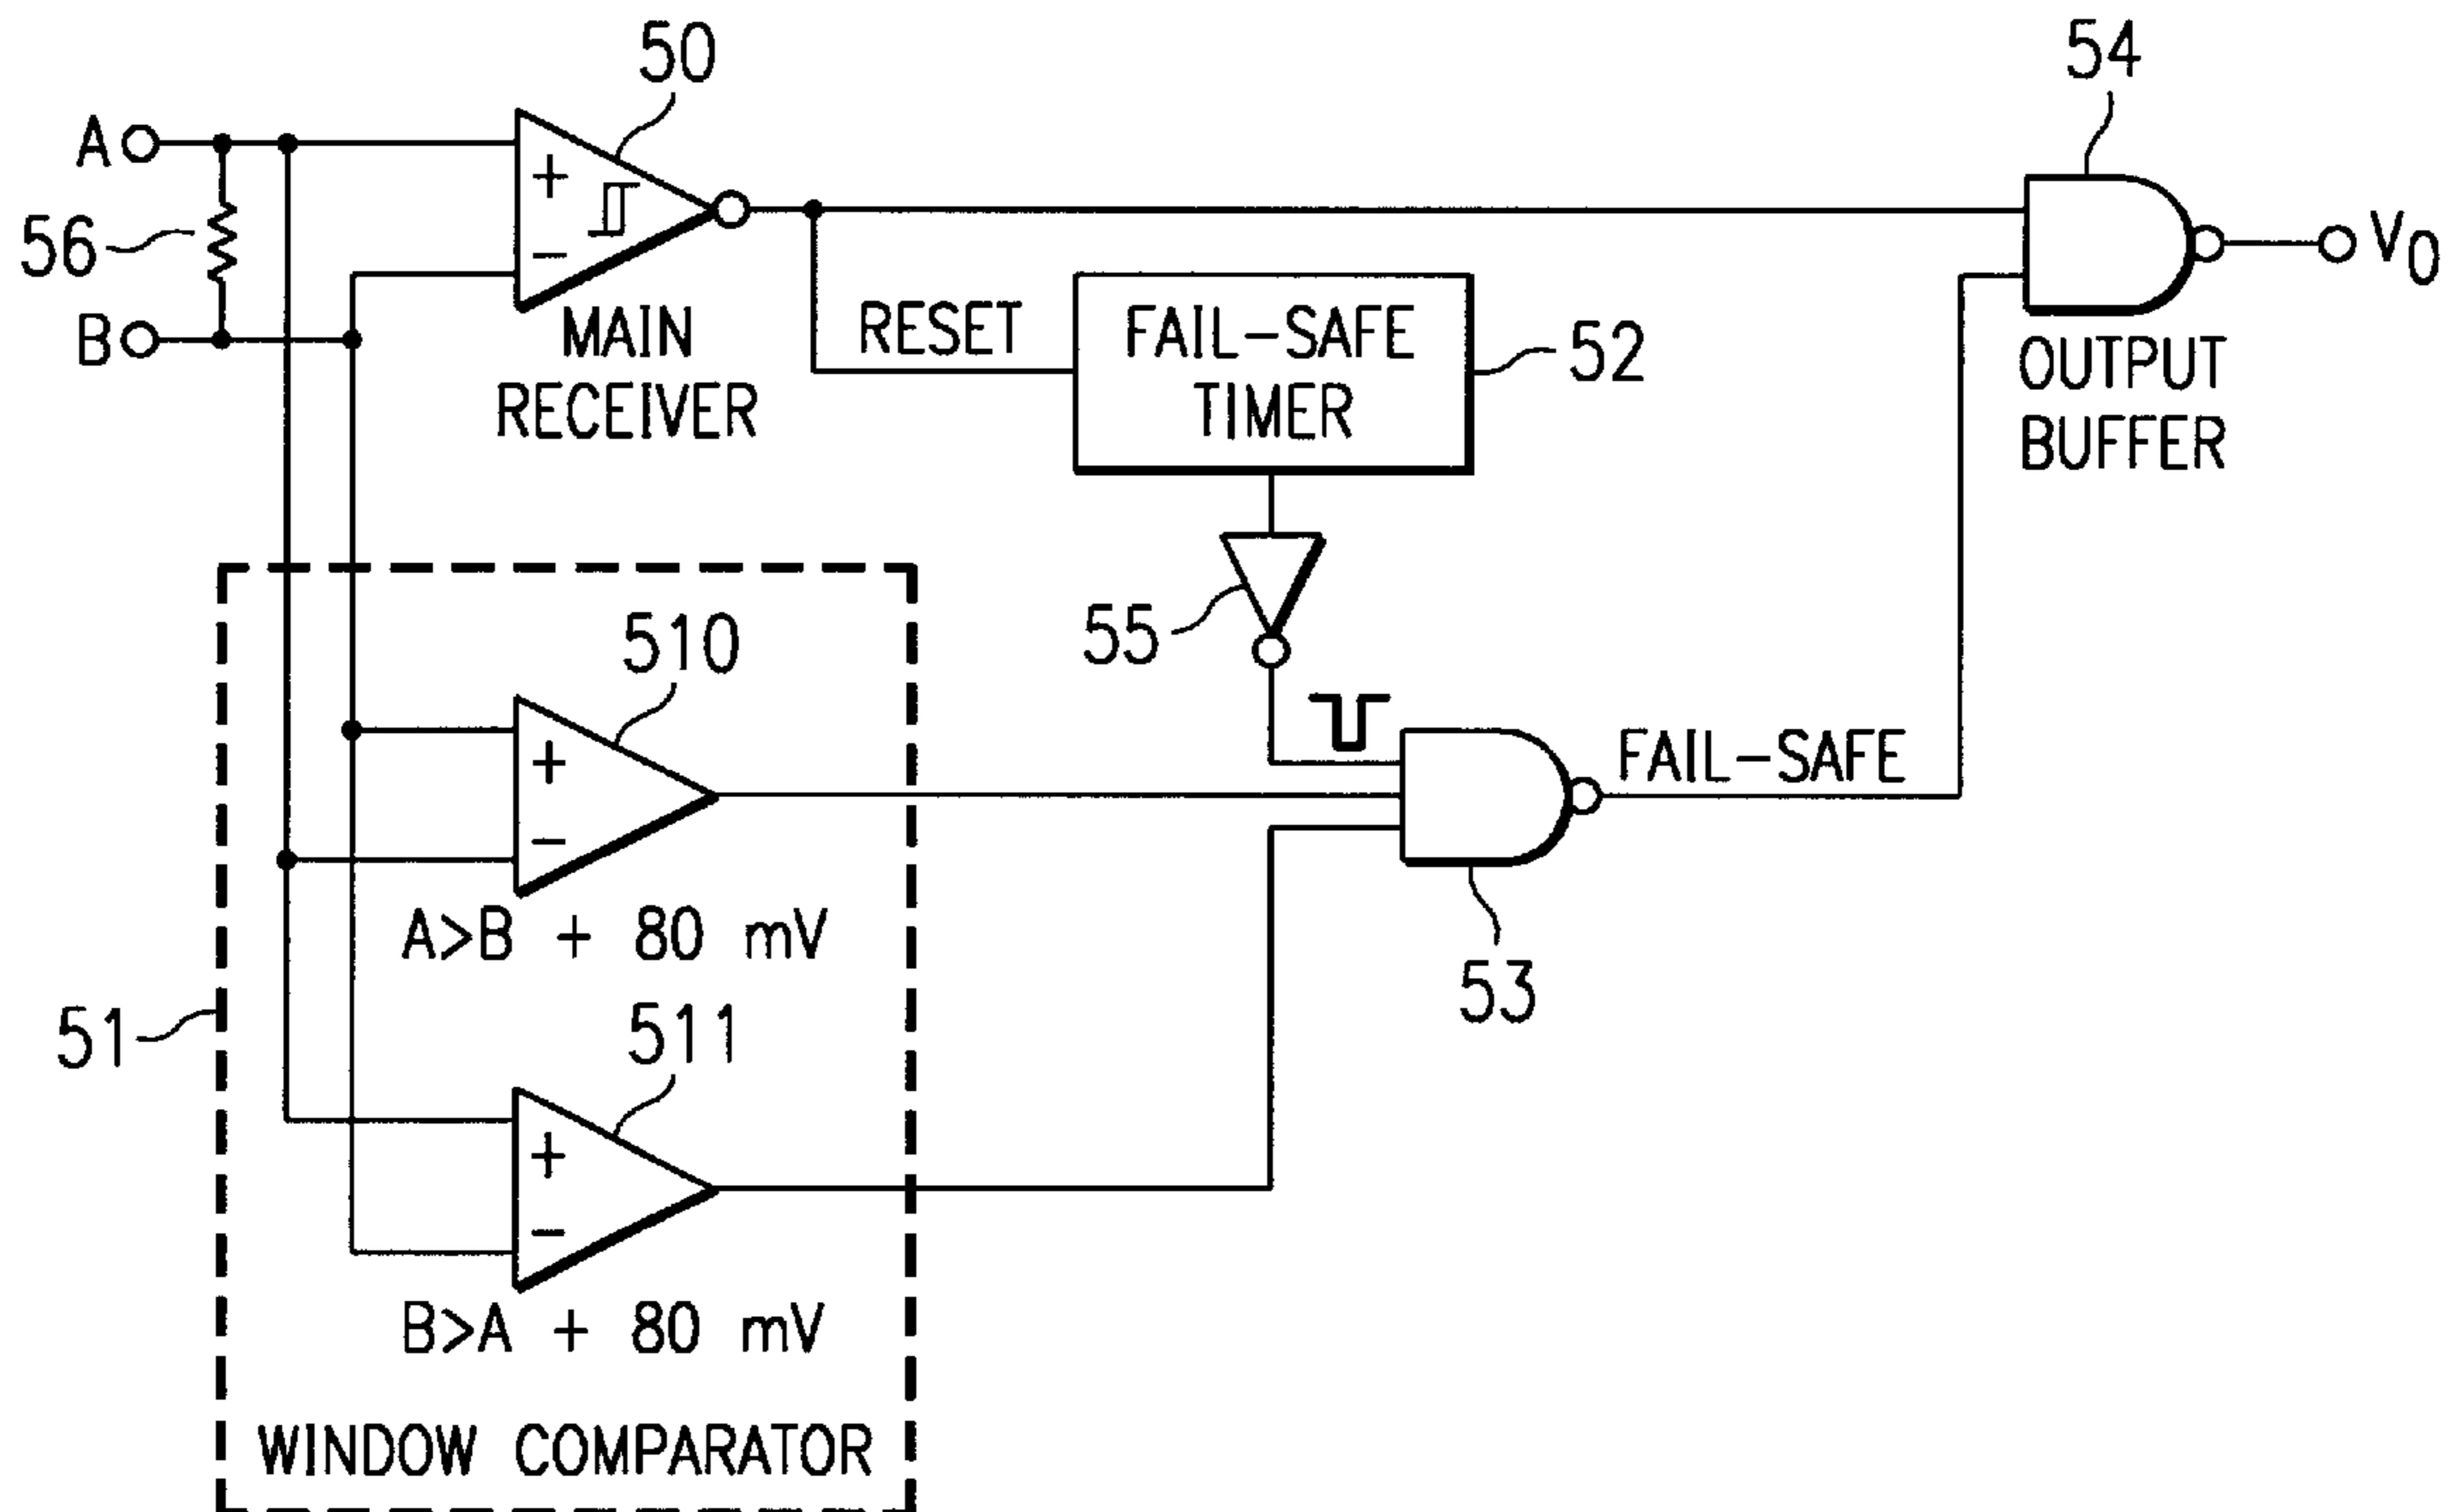 50
54
A
+
56
−
B
MAIN
RECEIVER
RESET
FAIL-SAFE
TIMER
52
V0
OUTPUT
BUFFER
55
510
+
−
A>B + 80 mV
FAIL-SAFE
53
51
511
+
−
B>A + 80 mV
WINDOW COMPARATOR